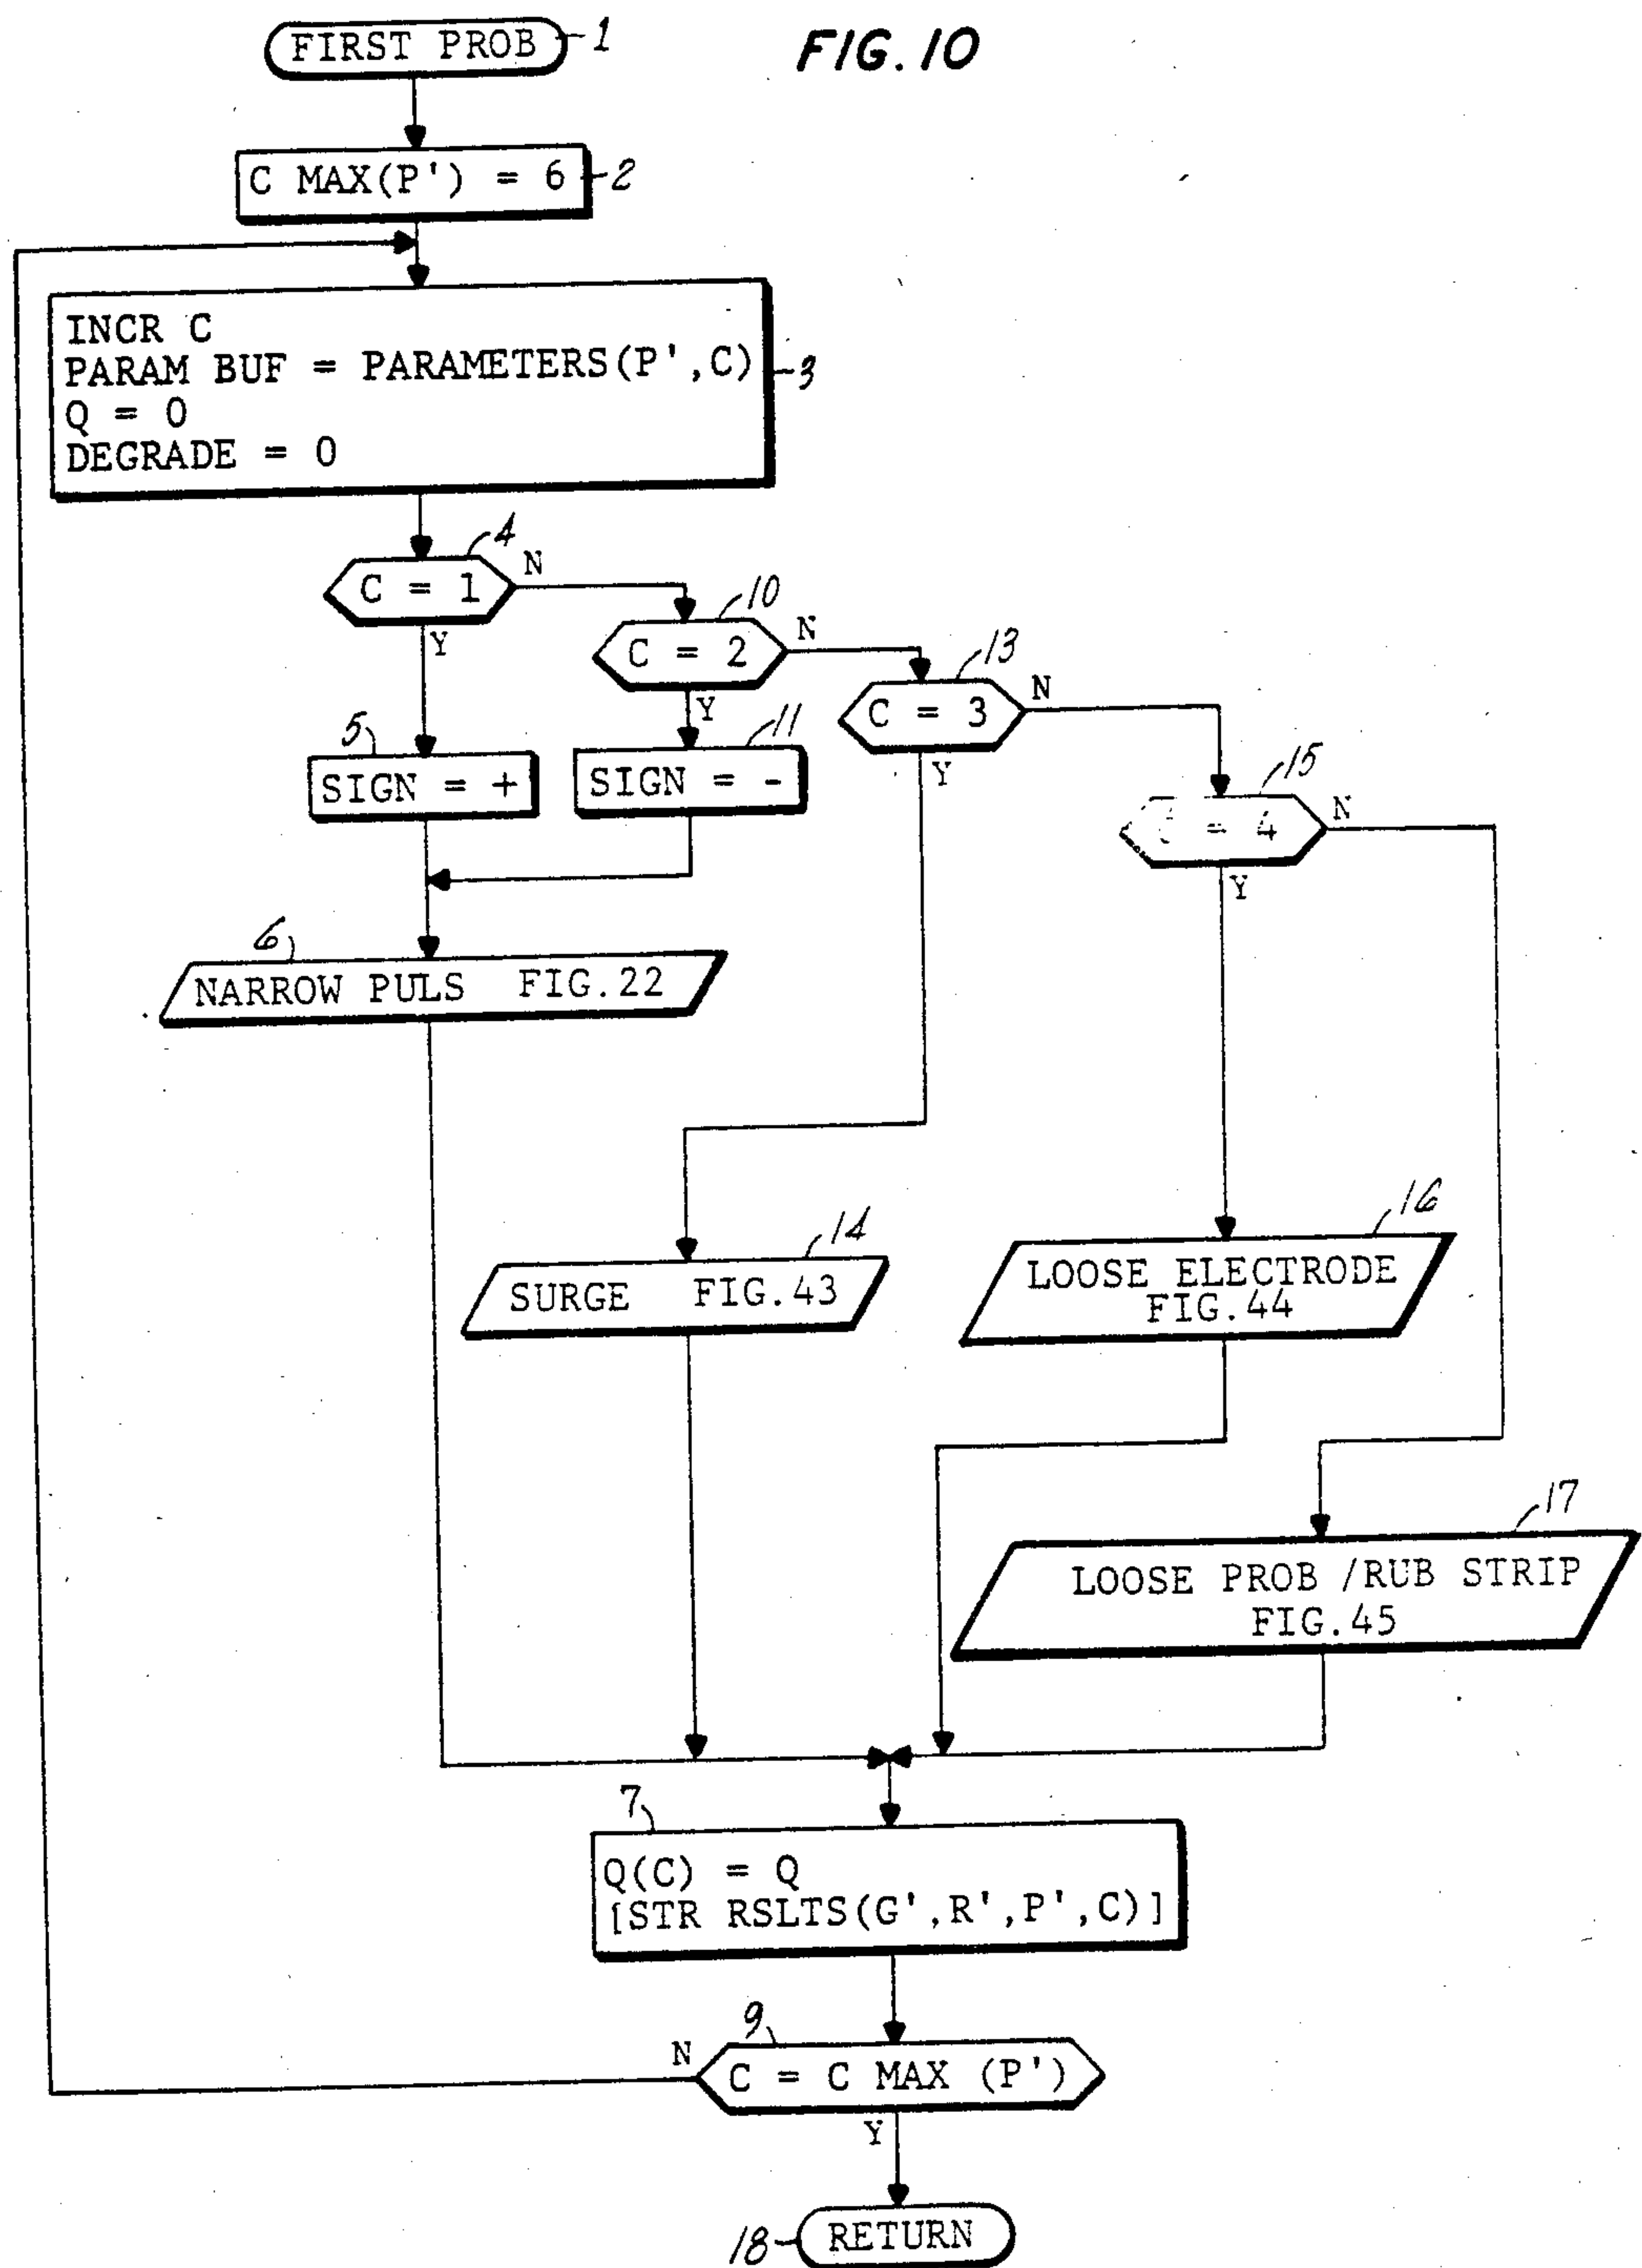 FIG. 10
FIRST PROB 1
C MAX(P') = 6 2
INCR C
PARAM BUF = PARAMETERS(P',C) 3
Q = 0
DEGRADE = 0
4
C = 1
N
Y
10
C = 2
N
Y
13
C = 3
N
Y
15
= 4
N
Y
5
SIGN = +
11
SIGN = -
6
NARROW PULS FIG.22
14
SURGE FIG.43
16
LOOSE ELECTRODE
FIG.44
17
LOOSE PROB /RUB STRIP
FIG.45
7
Q(C) = Q
[STR RSLTS(G',R',P',C)]
9
N
C = C MAX (P')
Y
18 RETURN